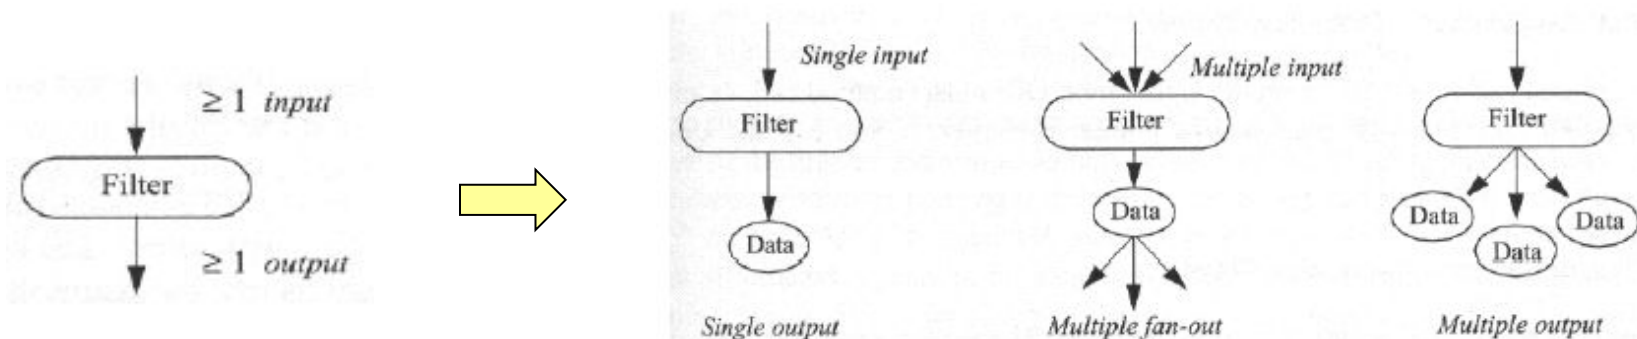 ≥ 1 input
Filter
≥ 1 output
Single input
Filter
Data
Single output
Multiple input
Filter
Data
Multiple fan-out
Filter
Data
Data
Data
Multiple output